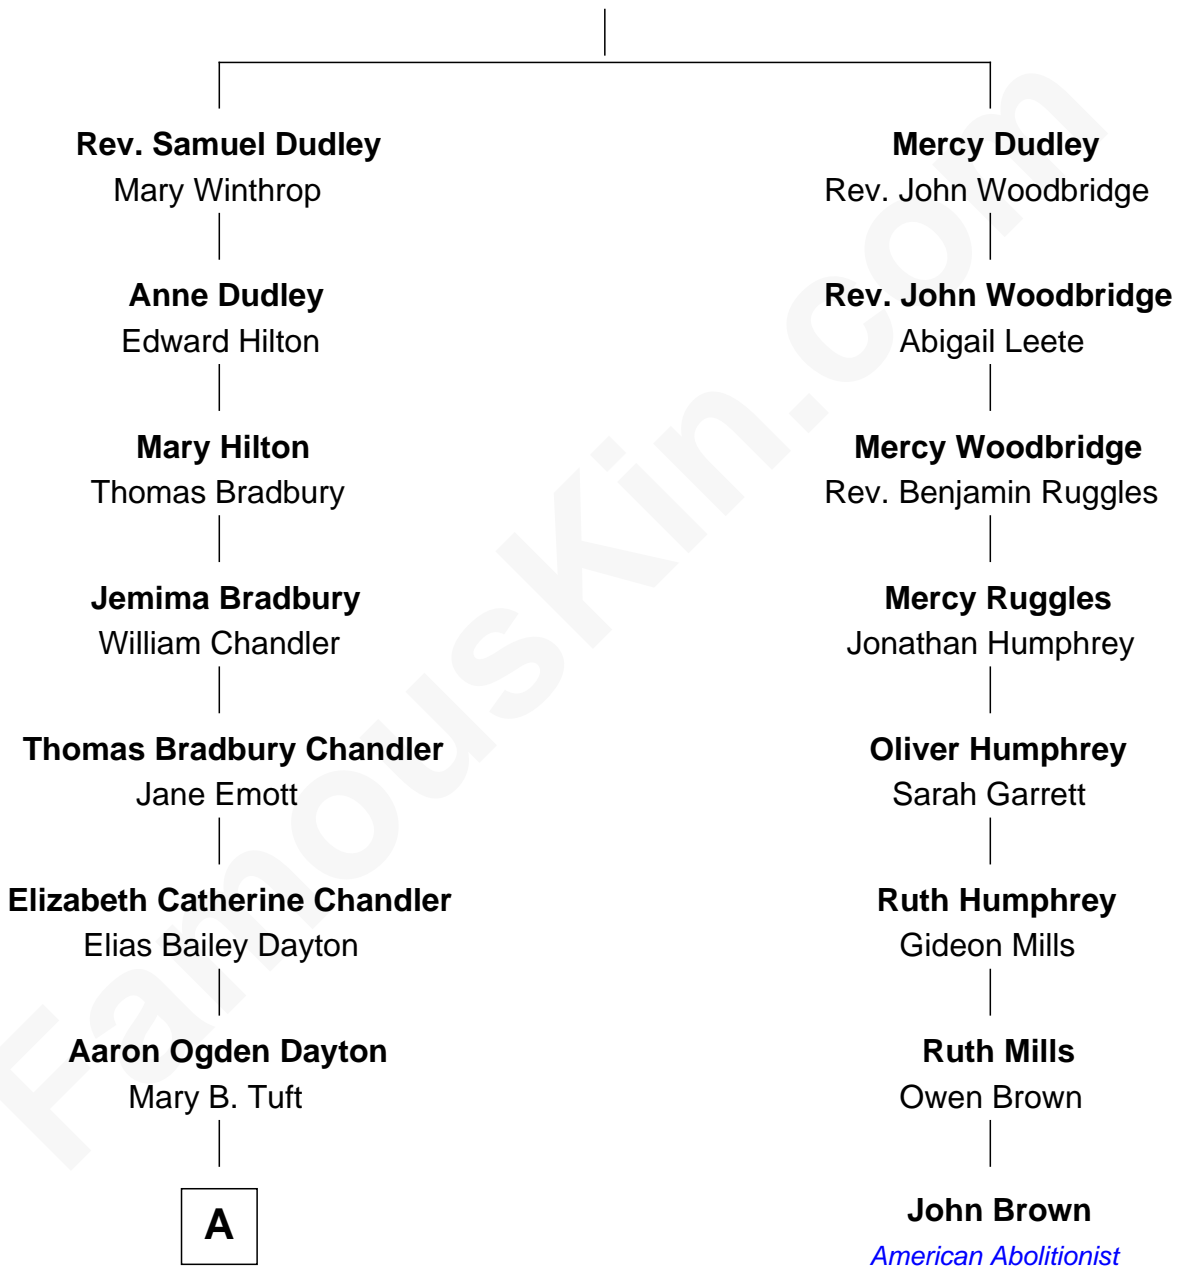 Rev. Samuel Dudley
Mary Winthrop
Anne Dudley
Edward Hilton
Mary Hilton
Thomas Bradbury
Jemima Bradbury
William Chandler
Thomas Bradbury Chandler
Jane Emott
Elizabeth Catherine Chandler
Elias Bailey Dayton
Aaron Ogden Dayton
Mary B. Tuft
A
Mercy Dudley
Rev. John Woodbridge
Rev. John Woodbridge
Abigail Leete
Mercy Woodbridge
Rev. Benjamin Ruggles
Mercy Ruggles
Jonathan Humphrey
Oliver Humphrey
Sarah Garrett
Ruth Humphrey
Gideon Mills
Ruth Mills
Owen Brown
John Brown
American Abolitionist
FamousKin.com